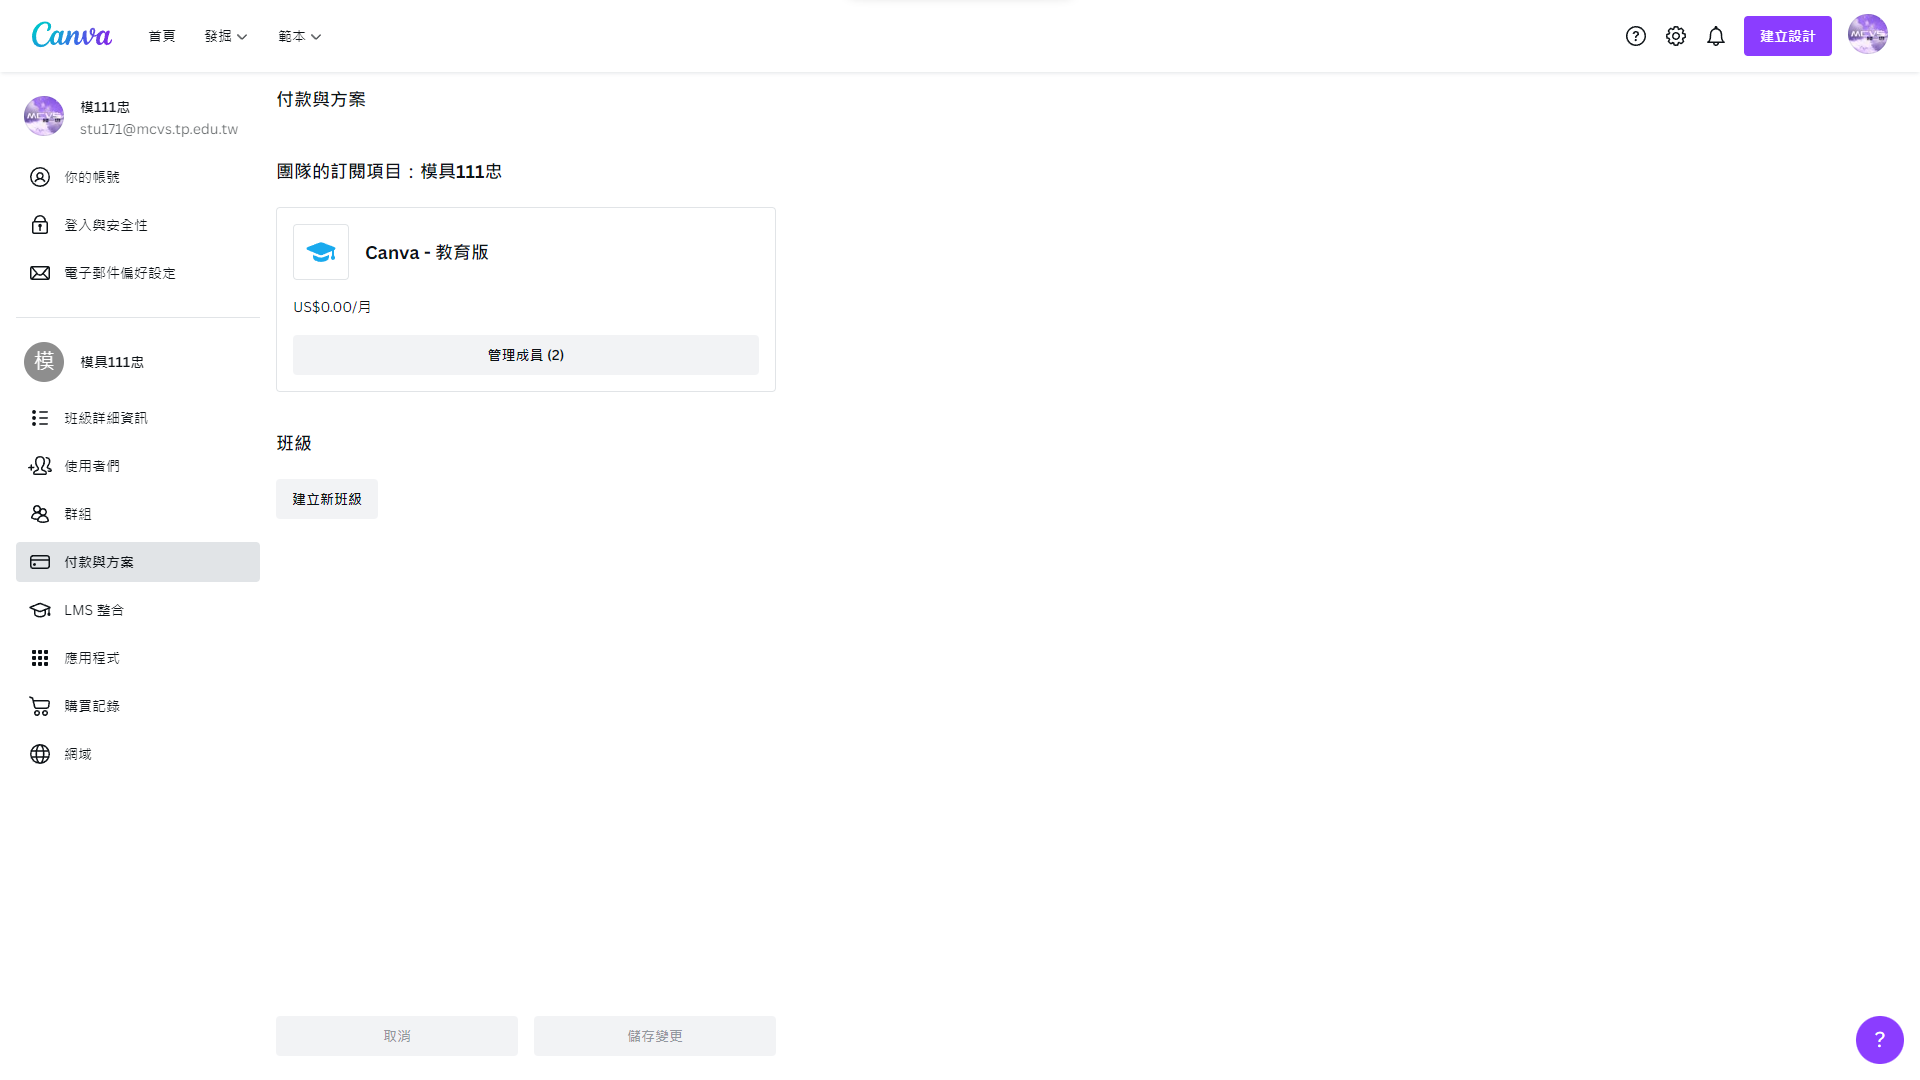 Canva
首頁
發掘
範本
建立設計
MCVS
模111忠
stu171@mcvs.tp.edu.tw
你的帳號
登入與安全性
電子郵件偏好設定
模
模具111忠
班級詳細資訊
使用者們
群組
付款與方案
LMS 整合
應用程式
購買記錄
網域
付款與方案
團隊的訂閱項目：模具111忠
Canva - 教育版
US$0.00/月
管理成員 (2)
班級
建立新班級
取消
儲存變更
?